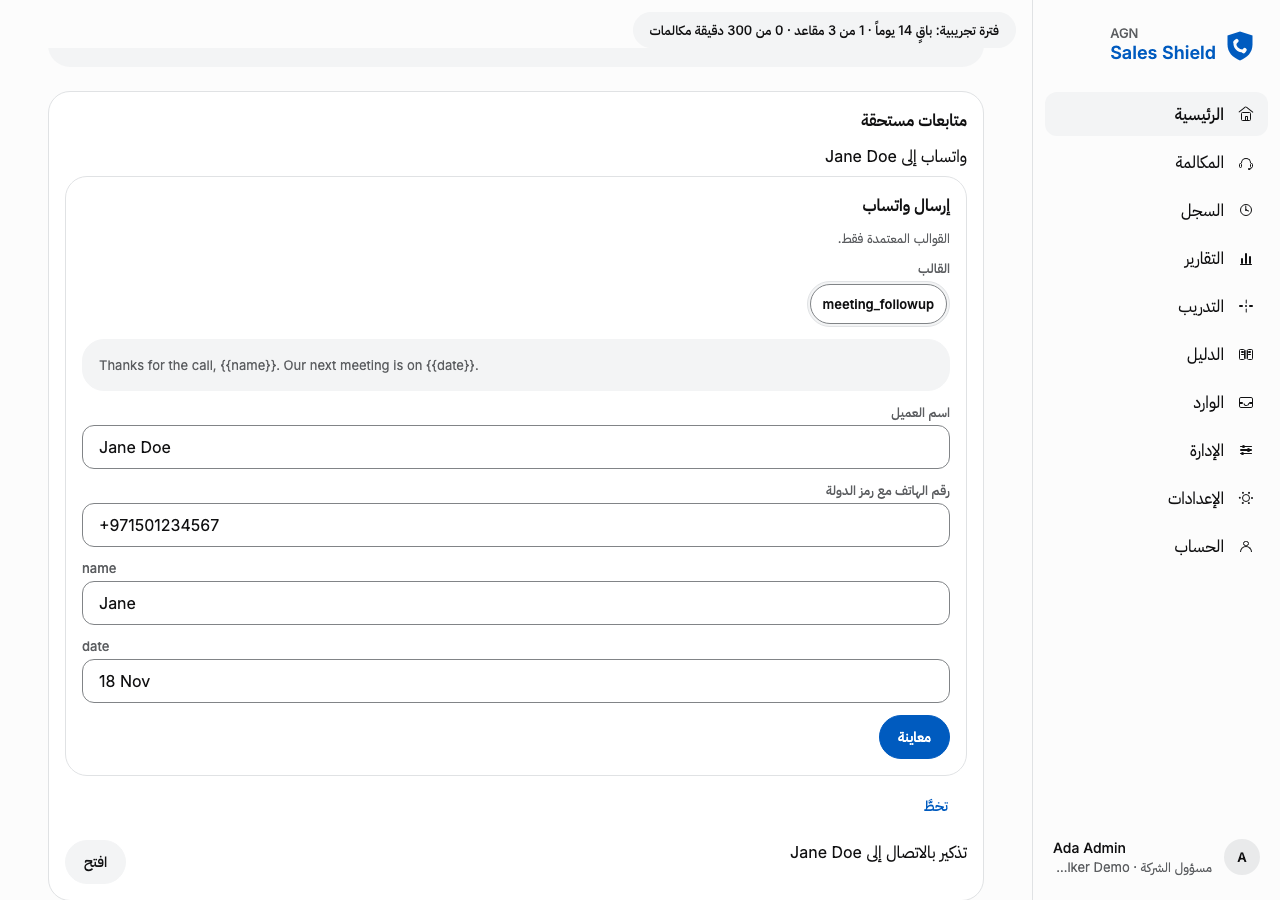 فترة تجريبية: باقٍ 14 يوماً · 1 من 3 مقاعد · 0 من 300 دقيقة مكالمات
AGN
Sales Shield
الرئيسية
المكالمة
السجل
التقارير
التدريب
الدليل
الوارد
الإدارة
الإعدادات
الحساب
Ada Admin
مسؤول الشركة · lker Demo...
A
متابعات مستحقة
واتساب إلى Jane Doe
إرسال واتساب
القوالب المعتمدة فقط.
القالب
meeting_followup
Thanks for the call, {{name}}. Our next meeting is on {{date}}.
اسم العميل
Jane Doe
رقم الهاتف مع رمز الدولة
+971501234567
name
Jane
date
18 Nov
معاينة
تخطَّ
تذكير بالاتصال إلى Jane Doe
افتح